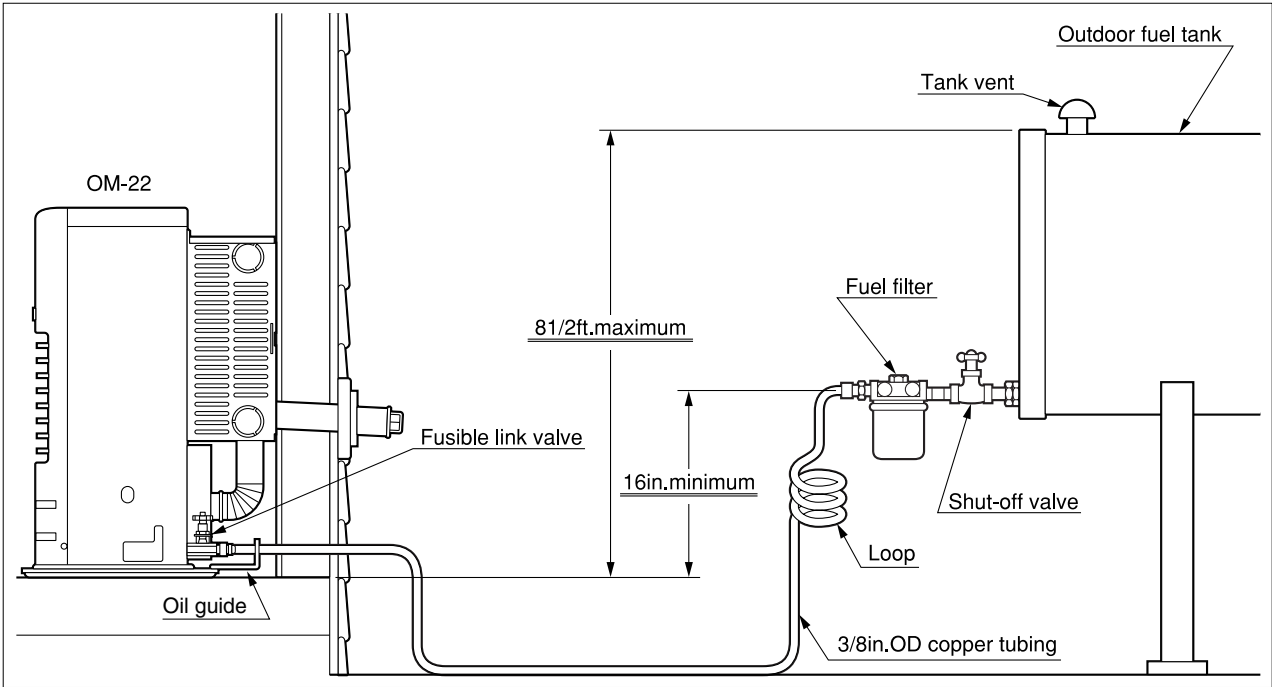 Outdoor fuel tank
Tank vent
OM-22
Fuel filter
81/2ft.maximum
Fusible link valve
16in.minimum
Shut-off valve
Loop
Oil guide
3/8in.OD copper tubing